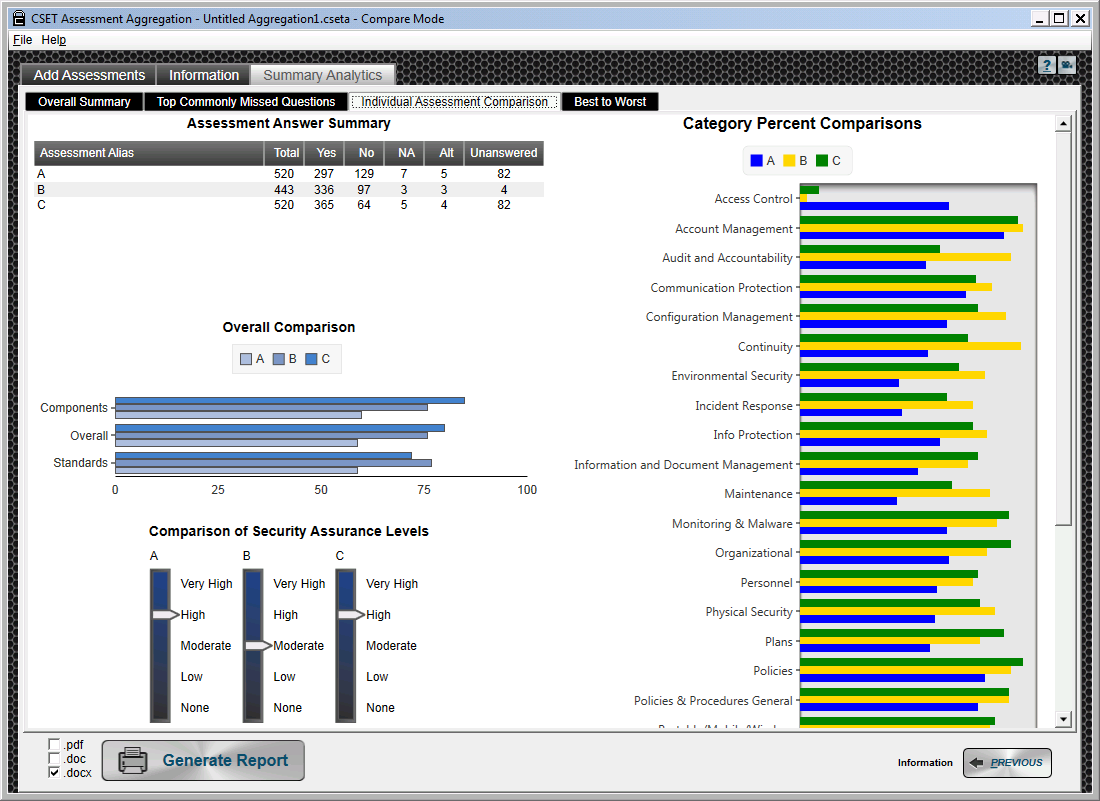 CSET Assessment Aggregation - Untitled Aggregation1.cseta - Compare Mode
File Help
Add Assessments Information Summary Analytics
?
Overall Summary Top Commonly Missed Questions Individual Assessment Comparison Best to Worst
Assessment Answer Summary
Assessment Alias Total Yes No NA Alt Unanswered
A 520 297 129 7 5 82
B 443 336 97 3 3 4
C 520 365 64 5 4 82
Overall Comparison
A B C
Components
Overall
Standards
0 25 50 75 100
Comparison of Security Assurance Levels
A B C
Very High Very High Very High
High High High
Moderate Moderate Moderate
Low Low Low
None None None
Category Percent Comparisons
A B C
Access Control
Account Management
Audit and Accountability
Communication Protection
Configuration Management
Continuity
Environmental Security
Incident Response
Info Protection
Information and Document Management
Maintenance
Monitoring & Malware
Organizational
Personnel
Physical Security
Plans
Policies
Policies & Procedures General
.pdf
.doc
.docx
Generate Report
Information
PREVIOUS